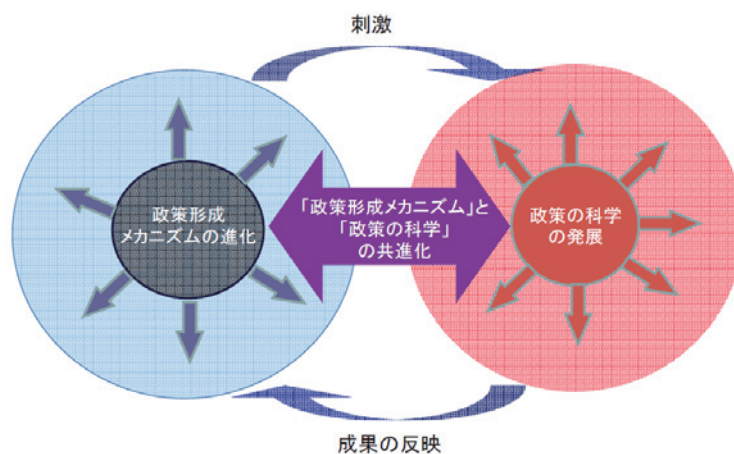 刺激
政策形成
メカニズムの進化
「政策形成メカニズム」と
「政策の科学」
の共進化
政策の科学
の発展
成果の反映